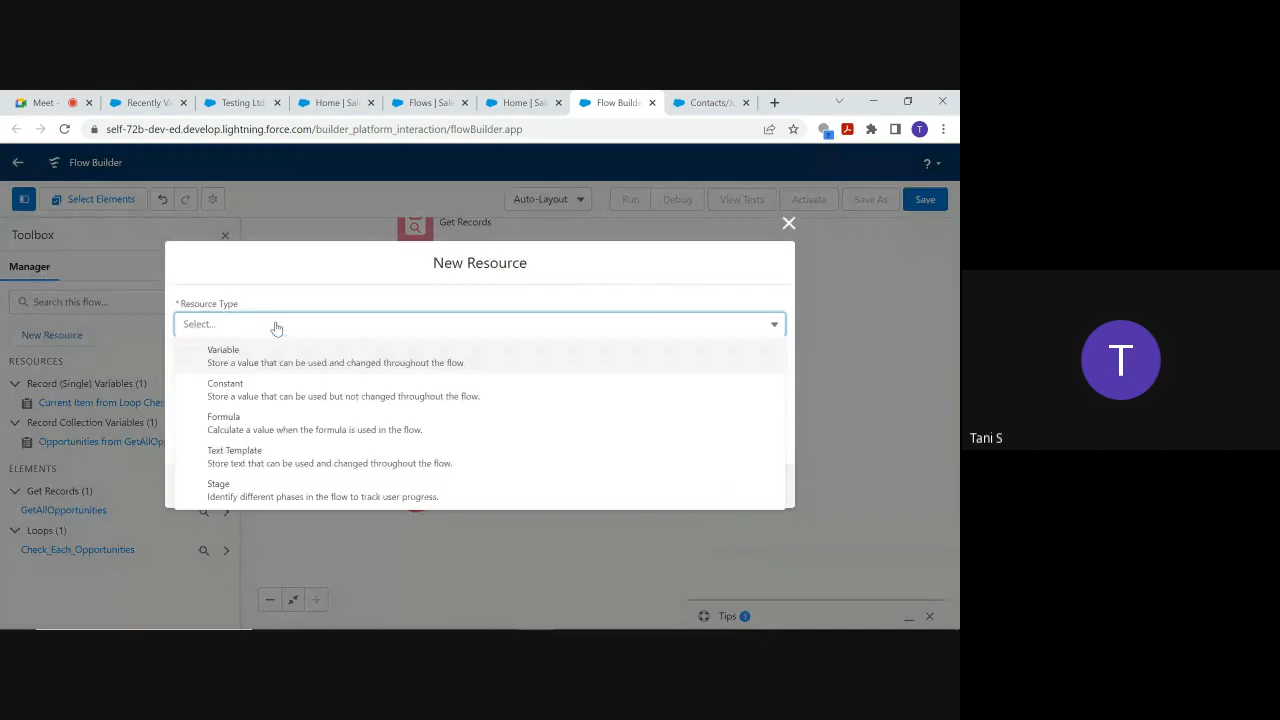 Meet -
Recently Vi
Testing Ltd
Home | Sale
Flows | Sale
Home | Sale
Flow Builde
Contacts/Ju
self-72b-dev-ed.develop.lightning.force.com/builder_platform_interaction/flowBuilder.app
T
Flow Builder
?
Select Elements
Auto-Layout
Run
Debug
View Tests
Activate
Save As
Save
Toolbox
Get Records
Manager
New Resource
Search this flow...
* Resource Type
Select...
New Resource
Variable
Store a value that can be used and changed throughout the flow.
RESOURCES
Record (Single) Variables (1)
Constant
Store a value that can be used but not changed throughout the flow.
Current Item from Loop Chec
Record Collection Variables (1)
Formula
Calculate a value when the formula is used in the flow.
Opportunities from GetAllOpp
Text Template
Store text that can be used and changed throughout the flow.
ELEMENTS
Get Records (1)
Stage
Identify different phases in the flow to track user progress.
GetAllOpportunities
Loops (1)
Check_Each_Opportunities
Tips 1
T
Tani S